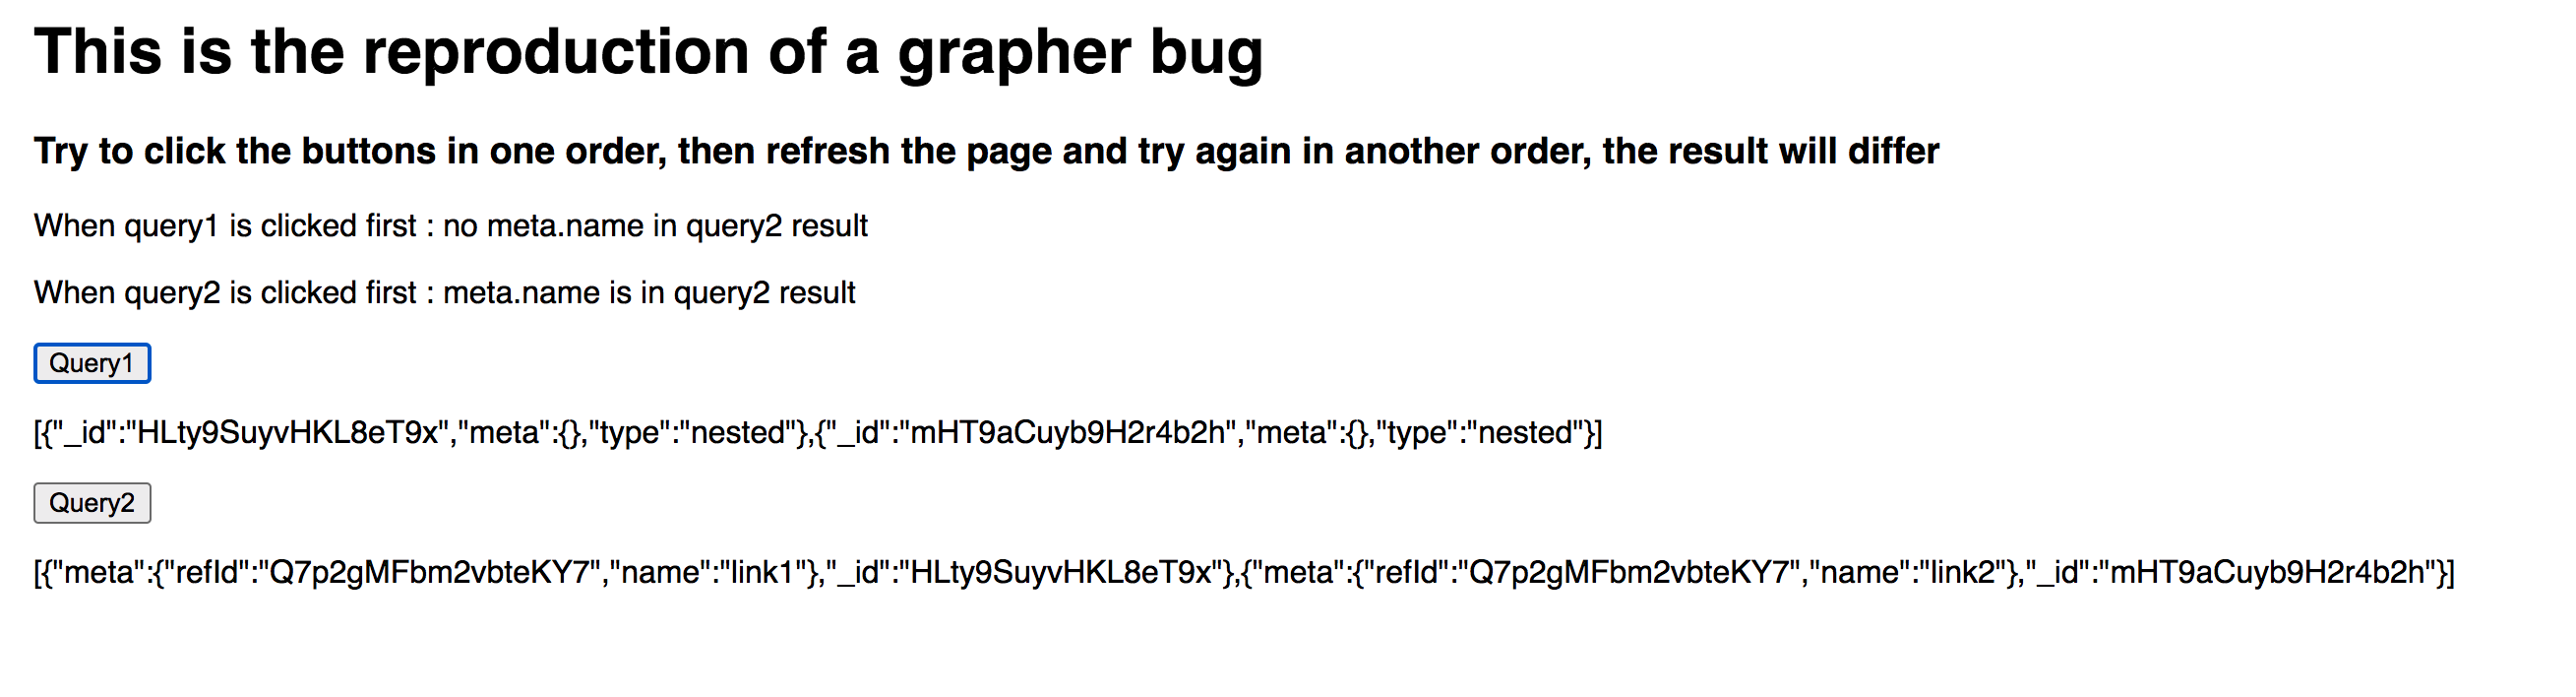 This is the reproduction of a grapher bug
Try to click the buttons in one order, then refresh the page and try again in another order, the result will differ
When query1 is clicked first : no meta.name in query2 result
When query2 is clicked first : meta.name is in query2 result
Query1
[{"_id":"HLty9SuyvHKL8eT9x","meta":{},"type":"nested"},{"_id":"mHT9aCuyb9H2r4b2h","meta":{},"type":"nested"}]
Query2
[{"meta":{"refId":"Q7p2gMFbm2vbteKY7","name":"link1"},"_id":"HLty9SuyvHKL8eT9x"},{"meta":{"refId":"Q7p2gMFbm2vbteKY7","name":"link2"},"_id":"mHT9aCuyb9H2r4b2h"}]